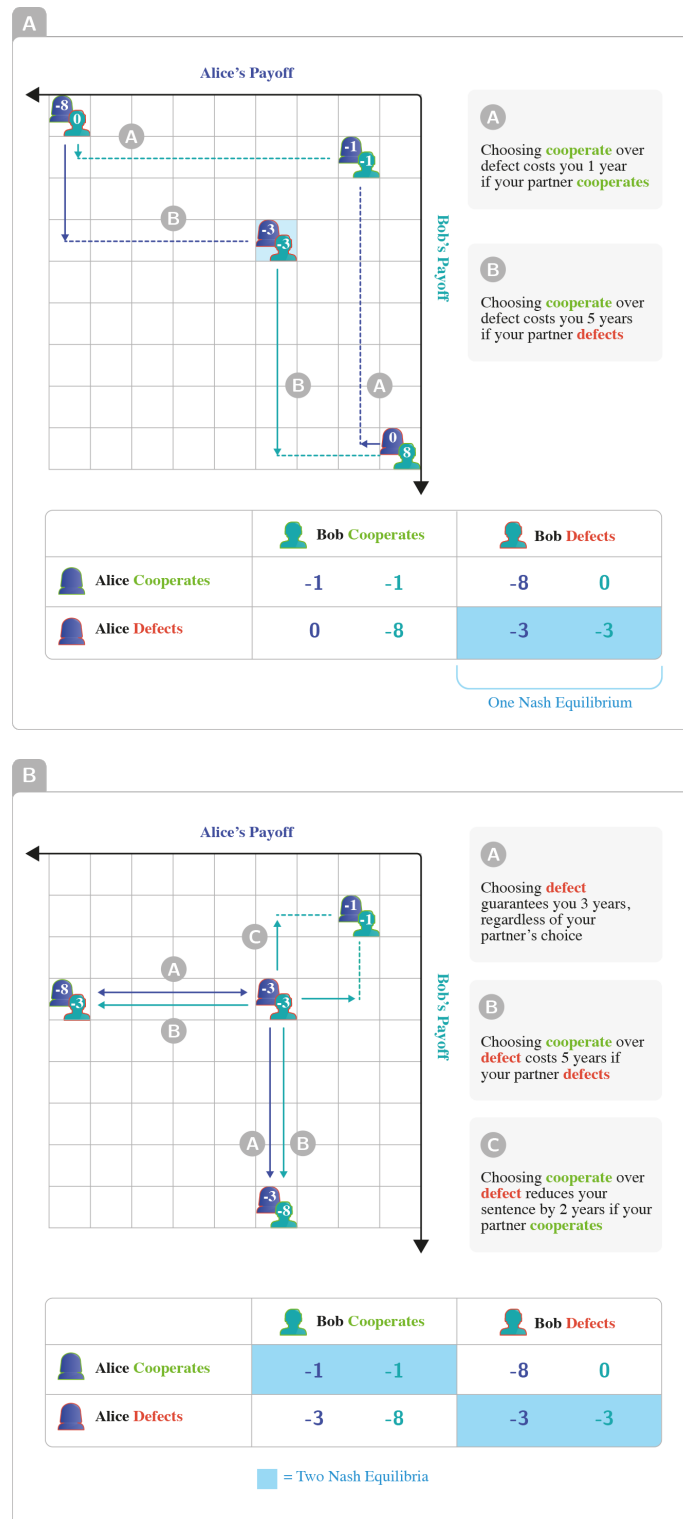 A
Alice's Payoff
-8
0
A
-1
-1
B
-3
-3
Bob's Payoff
B
A
0
8
A
Choosing cooperate over
defect costs you 1 year
if your partner cooperates
B
Choosing cooperate over
defect costs you 5 years
if your partner defects
Bob Cooperates
Bob Defects
Alice Cooperates
-1 -1
-8 0
Alice Defects
0 -8
-3 -3
One Nash Equilibrium
B
Alice's Payoff
-1
-1
C
A
-8
-3
-3
-3
B
Bob's Payoff
A
B
-3
-8
A
Choosing defect
guarantees you 3 years,
regardless of your
partner's choice
B
Choosing cooperate over
defect costs 5 years if
your partner defects
C
Choosing cooperate over
defect reduces your
sentence by 2 years if your
partner cooperates
Bob Cooperates
Bob Defects
Alice Cooperates
-1 -1
-8 0
Alice Defects
-3 -8
-3 -3
= Two Nash Equilibria